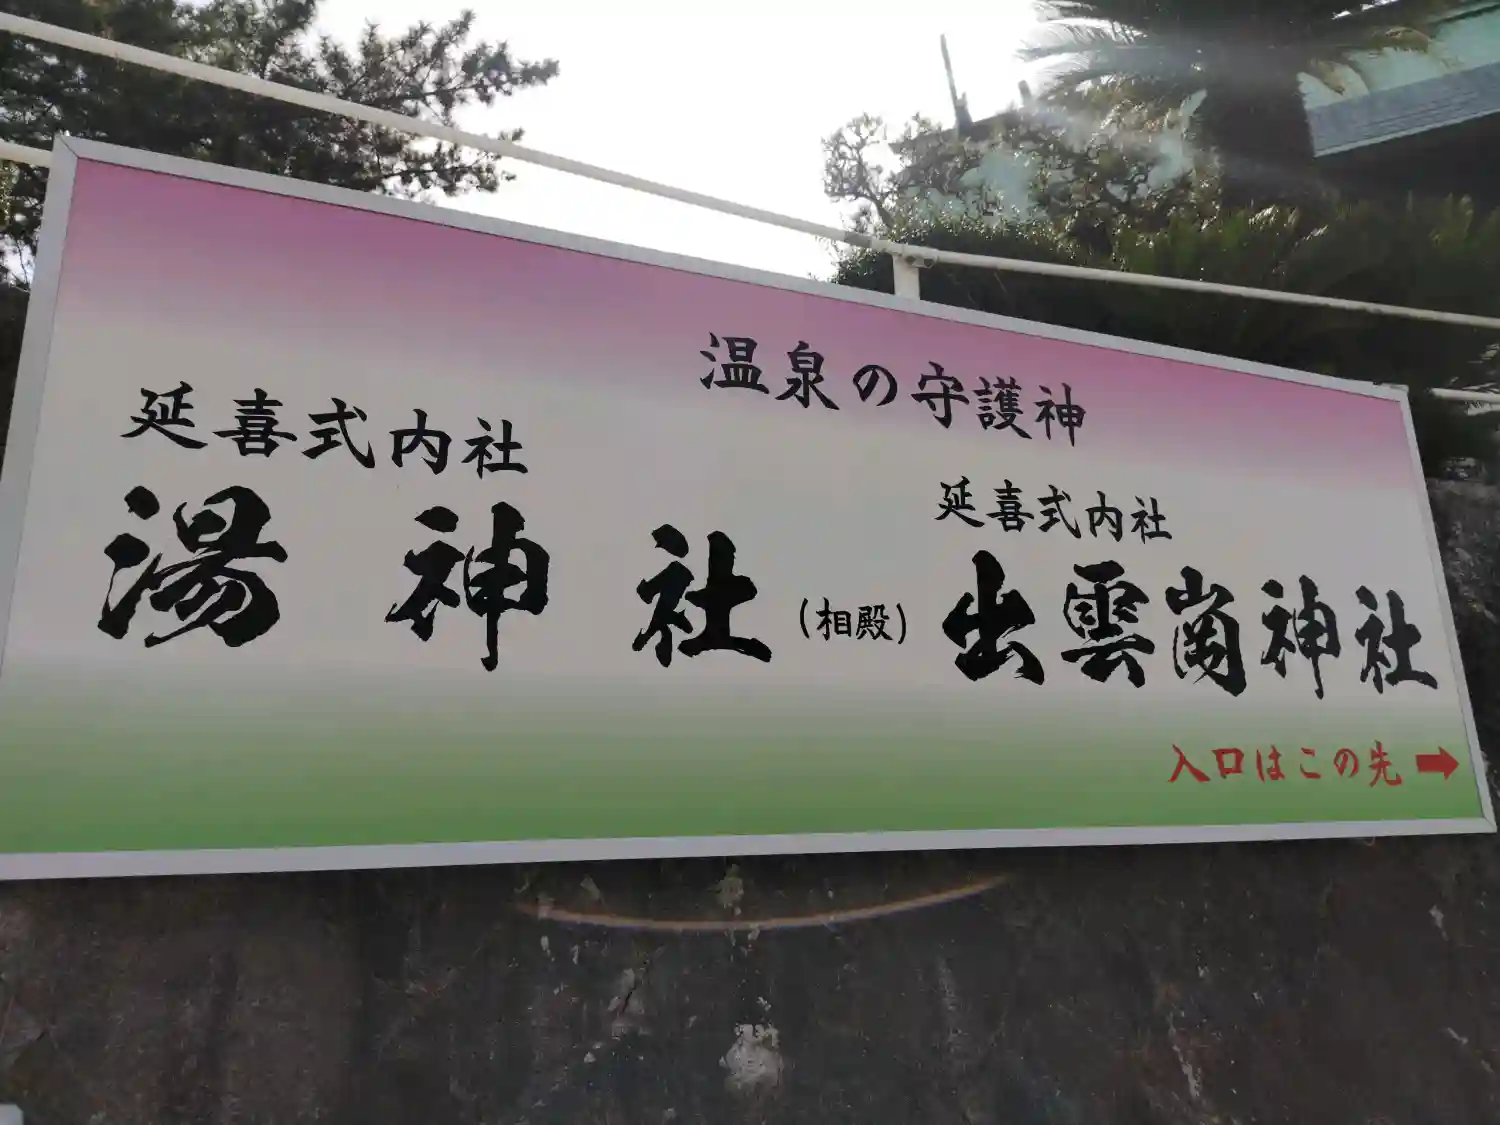 温泉の守護神
延喜式内社
湯神社
(相殿)
延喜式内社
出雲崗神社
入口はこの先➡